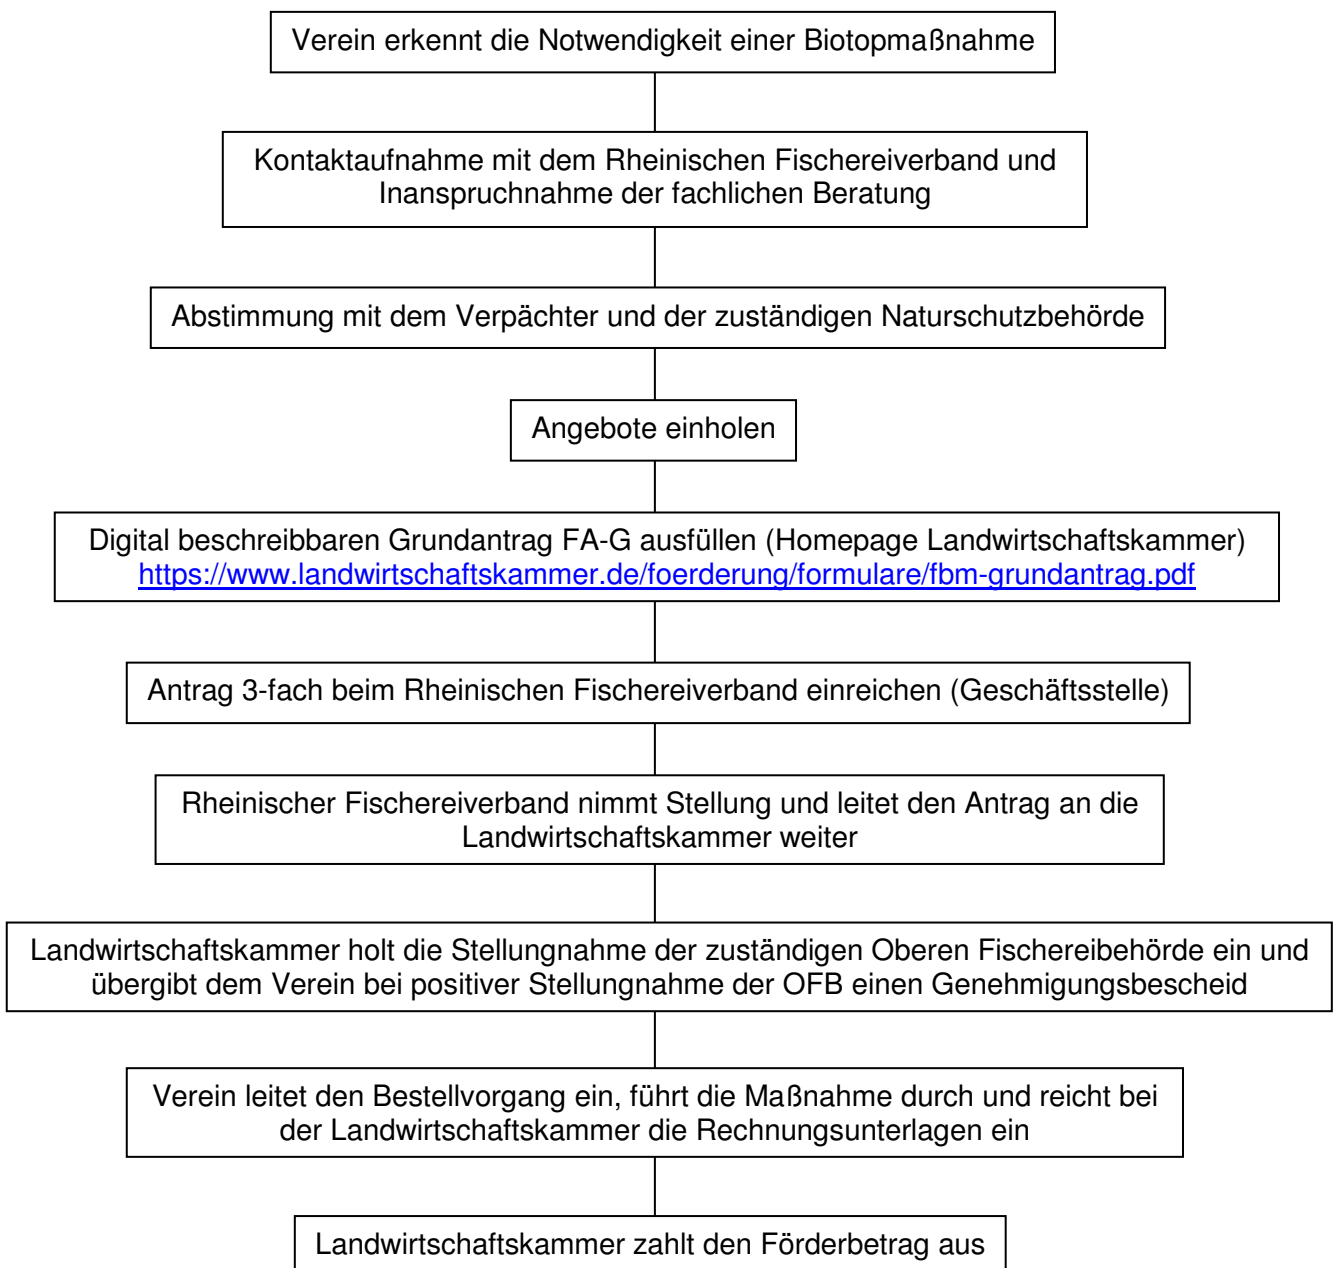 Verein erkennt die Notwendigkeit einer Biotopmaßnahme
Kontaktaufnahme mit dem Rheinischen Fischereiverband und
Inanspruchnahme der fachlichen Beratung
Abstimmung mit dem Verpächter und der zuständigen Naturschutzbehörde
Angebote einholen
Digital beschreibbaren Grundantrag FA-G ausfüllen (Homepage Landwirtschaftskammer)
https://www.landwirtschaftskammer.de/foerderung/formulare/fbm-grundantrag.pdf
Antrag 3-fach beim Rheinischen Fischereiverband einreichen (Geschäftsstelle)
Rheinischer Fischereiverband nimmt Stellung und leitet den Antrag an die
Landwirtschaftskammer weiter
Landwirtschaftskammer holt die Stellungnahme der zuständigen Oberen Fischereibehörde ein und
übergibt dem Verein bei positiver Stellungnahme der OFB einen Genehmigungsbescheid
Verein leitet den Bestellvorgang ein, führt die Maßnahme durch und reicht bei
der Landwirtschaftskammer die Rechnungsunterlagen ein
Landwirtschaftskammer zahlt den Förderbetrag aus